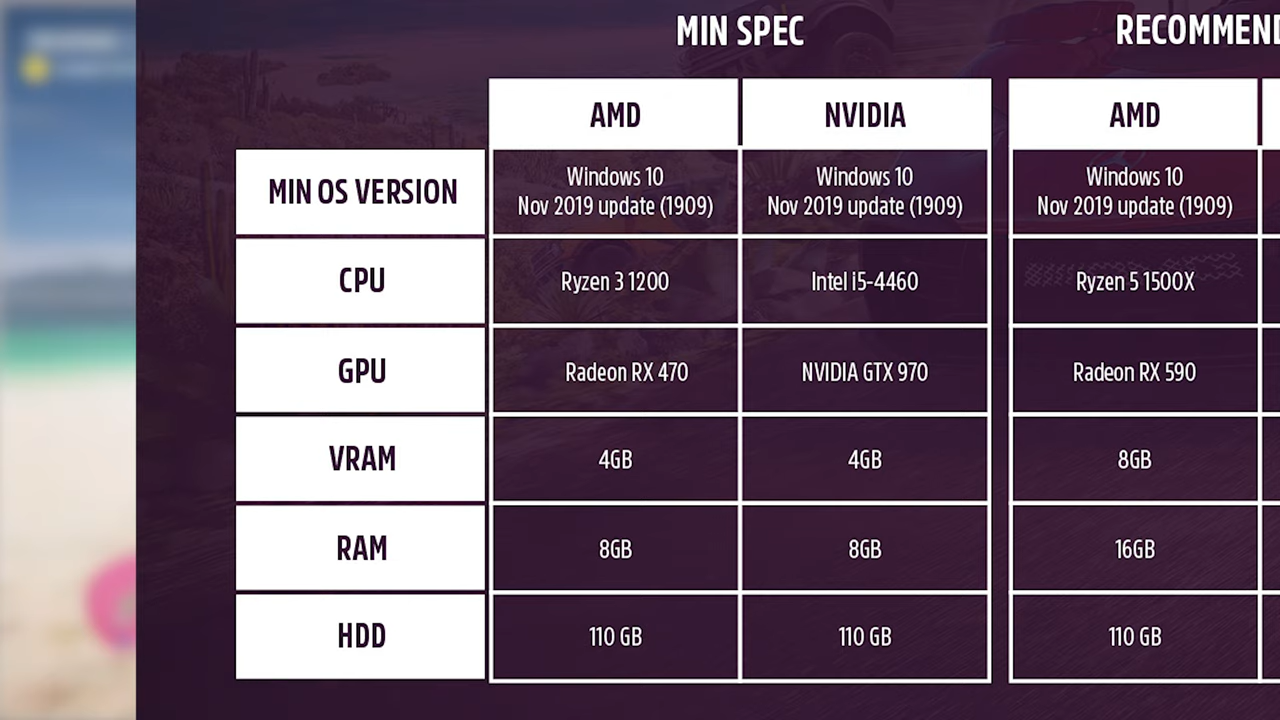 MIN SPEC
RECOMMEND
AMD
NVIDIA
AMD
MIN OS VERSION
Windows 10
Nov 2019 update (1909)
Windows 10
Nov 2019 update (1909)
Windows 10
Nov 2019 update (1909)
CPU
Ryzen 3 1200
Intel i5-4460
Ryzen 5 1500X
GPU
Radeon RX 470
NVIDIA GTX 970
Radeon RX 590
VRAM
4GB
4GB
8GB
RAM
8GB
8GB
16GB
HDD
110 GB
110 GB
110 GB